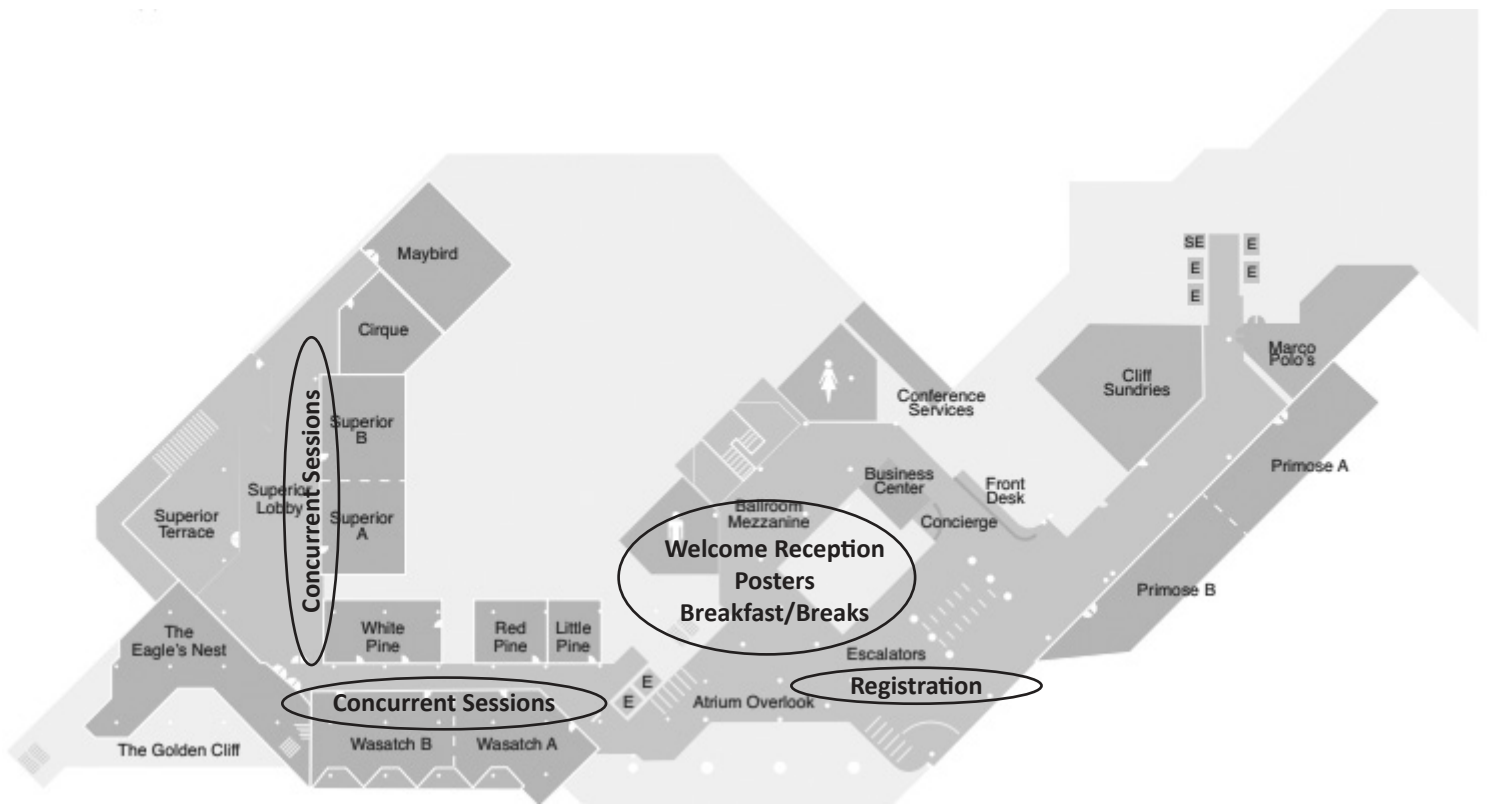 Maybird
Cirque
Superior
B
Superior
A
Superior
Lobby
Superior
Terrace
Concurrent Sessions
The
Eagle's Nest
The Golden Cliff
White
Pine
Red
Pine
Little
Pine
Concurrent Sessions
Wasatch B
Wasatch A
E
E
Ballroom
Mezzanine
Welcome Reception
Posters
Breakfast/Breaks
Business
Center
Conference
Services
Front
Desk
Concierge
Escalators
Registration
Atrium Overlook
SE
E
E
E
E
Cliff
Sundries
Marco
Polo's
Primose A
Primose B